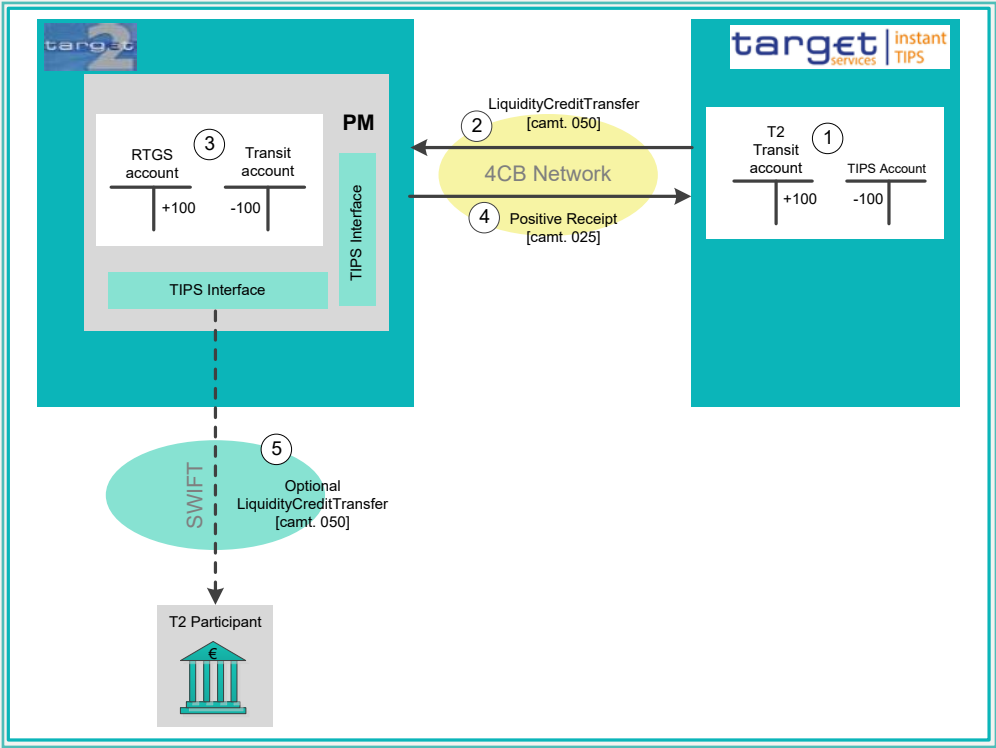 target
2
target
services
instant
TIPS
PM
3
RTGS
account
Transit
account
+100
-100
TIPS Interface
TIPS Interface
LiquidityCreditTransfer
[camt. 050]
2
4CB Network
4
Positive Receipt
[camt. 025]
T2
Transit
account
1
TIPS Account
+100
-100
5
SWIFT
Optional
LiquidityCreditTransfer
[camt. 050]
T2 Participant
€